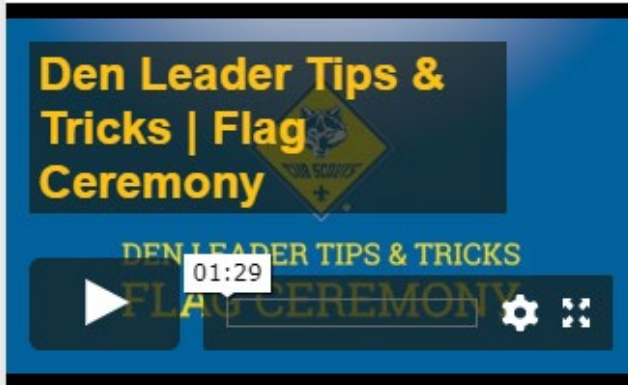 Den Leader Tips &
Tricks | Flag
Ceremony
CUB SCOUTS
DEN LEADER TIPS & TRICKS
01:29
FLAG CEREMONY